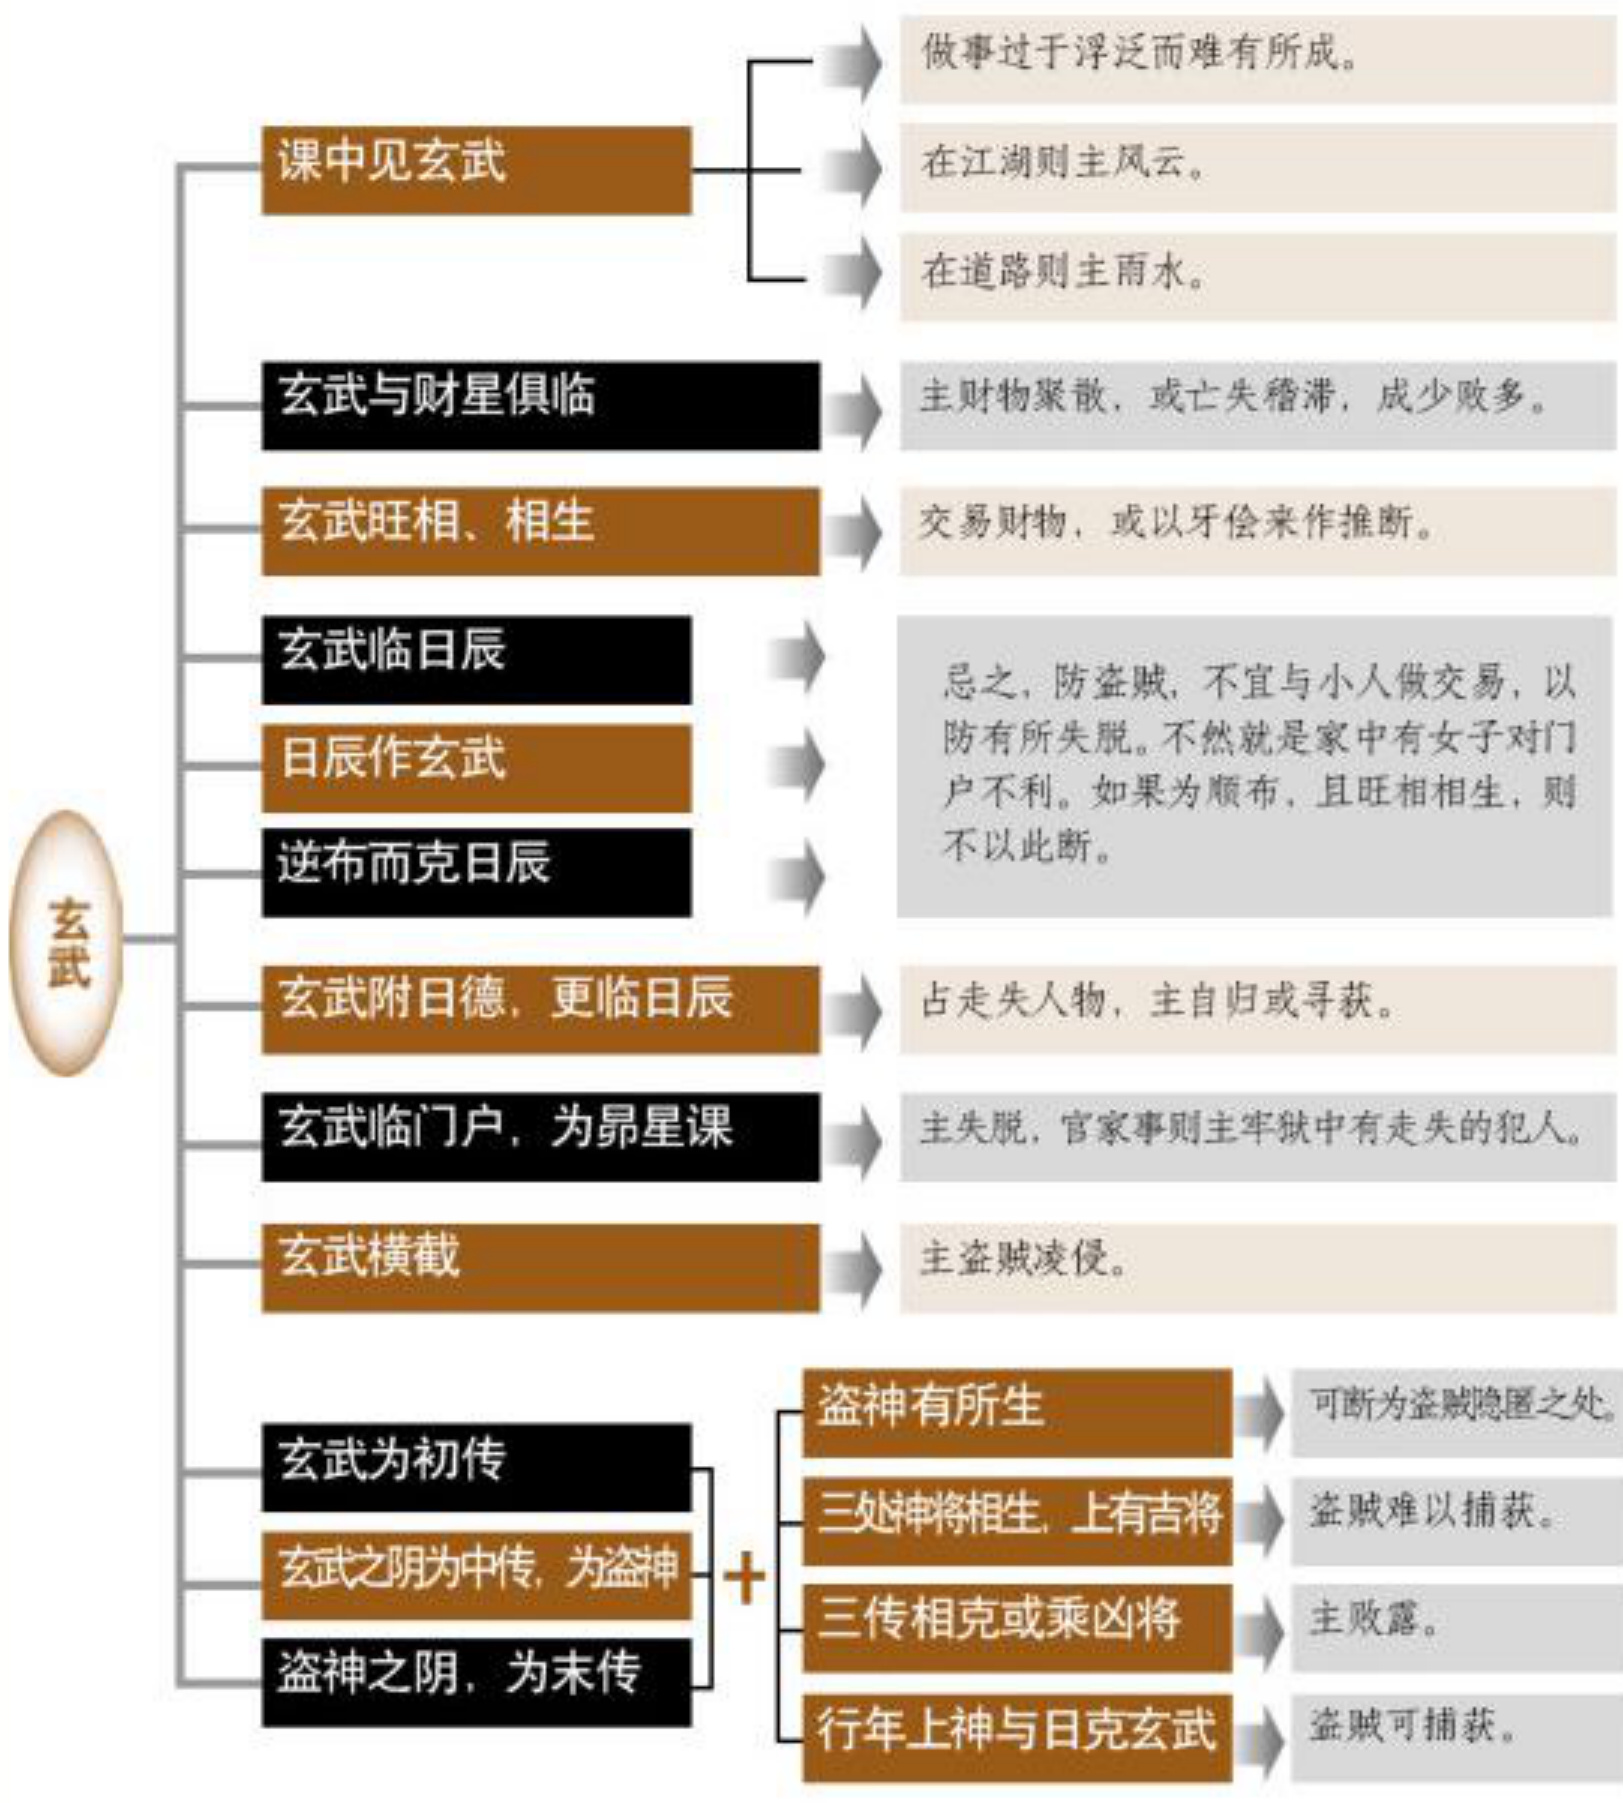 玄武
课中见玄武
做事过于浮泛而难有所成。
在江湖则主风云。
在道路则主雨水。
玄武与财星俱临
主财物聚散，或亡失稽滞，成少败多。
玄武旺相、相生
交易财物，或以牙侩来作推断。
玄武临日辰
日辰作玄武
逆布而克日辰
忌之，防盗贼，不宜与小人做交易，以
防有所失脱。不然就是家中有女子对门
户不利。如果为顺布，且旺相相生，则
不以此断。
玄武附日德，更临日辰
占走失人物，主自归或寻获。
玄武临门户，为昴星课
主失脱，官家事则主牢狱中有走失的犯人。
玄武横截
主盗贼凌侵。
玄武为初传
玄武之阴为中传，为盗神
盗神之阴，为末传
+
盗神有所生
可断为盗贼隐匿之处。
三处神将相生，上有吉将
盗贼难以捕获。
三传相克或乘凶将
主败露。
行年上神与日克玄武
盗贼可捕获。